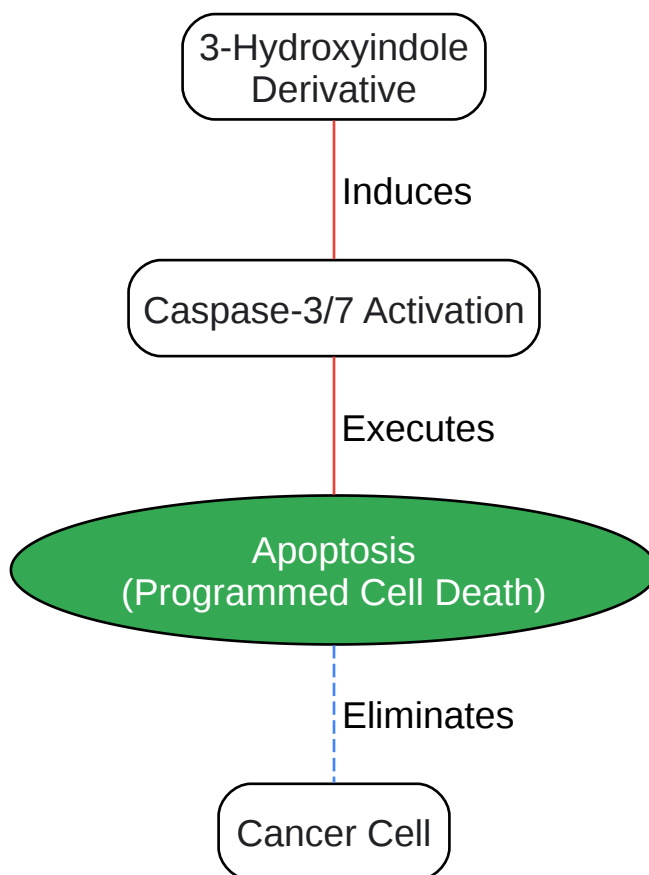 3-Hydroxyindole
Derivative
Induces
Caspase-3/7 Activation
Executes
Apoptosis
(Programmed Cell Death)
Eliminates
Cancer Cell